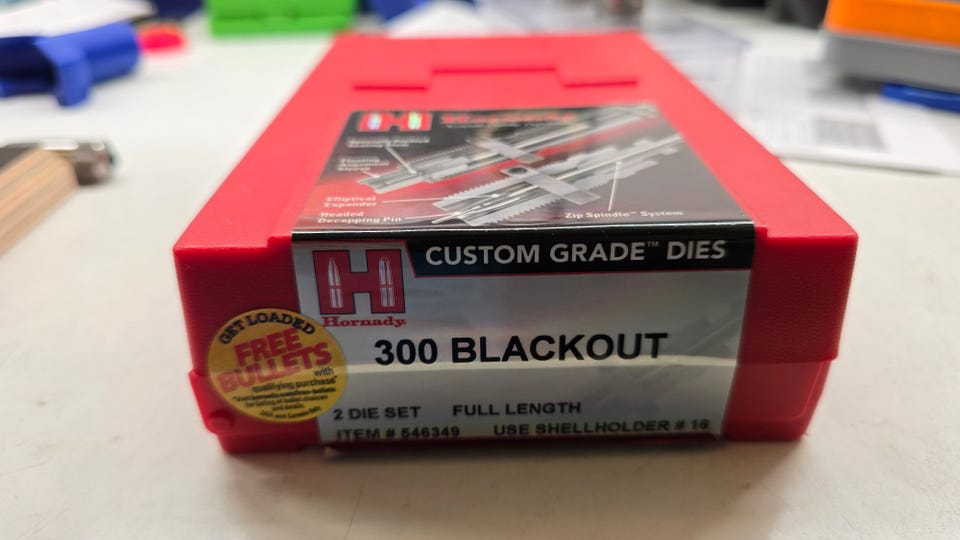 Hornady
Floating
Alignment
Sleeve
Elliptical
Expander
Headed
Decapping Pin
Zip Spindle™ System
CUSTOM GRADE™ DIES
Hornady.
GET LOADED
FREE
BULLETS
with
qualifying purchase*
300 BLACKOUT
2 DIE SET FULL LENGTH
ITEM # 546349 USE SHELLHOLDER # 16